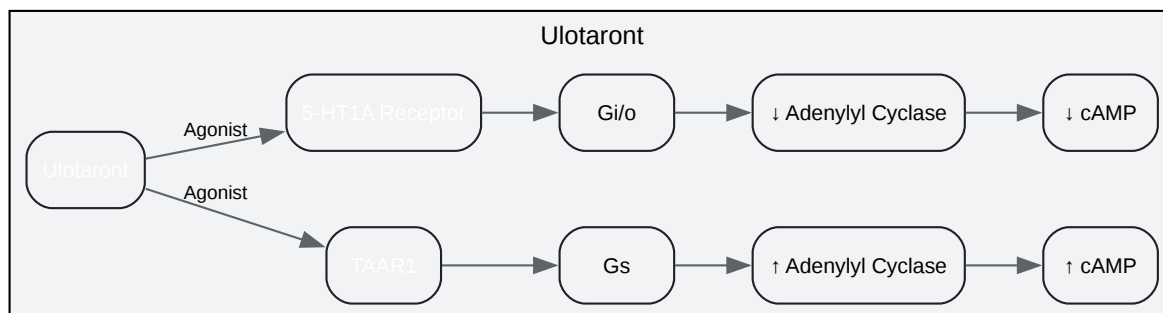 Ulotaront
Agonist
5-HT1A Receptor
Gi/o
↓ Adenylyl Cyclase
↓ cAMP
Ulotaront
Agonist
TAAR1
Gs
↑ Adenylyl Cyclase
↑ cAMP